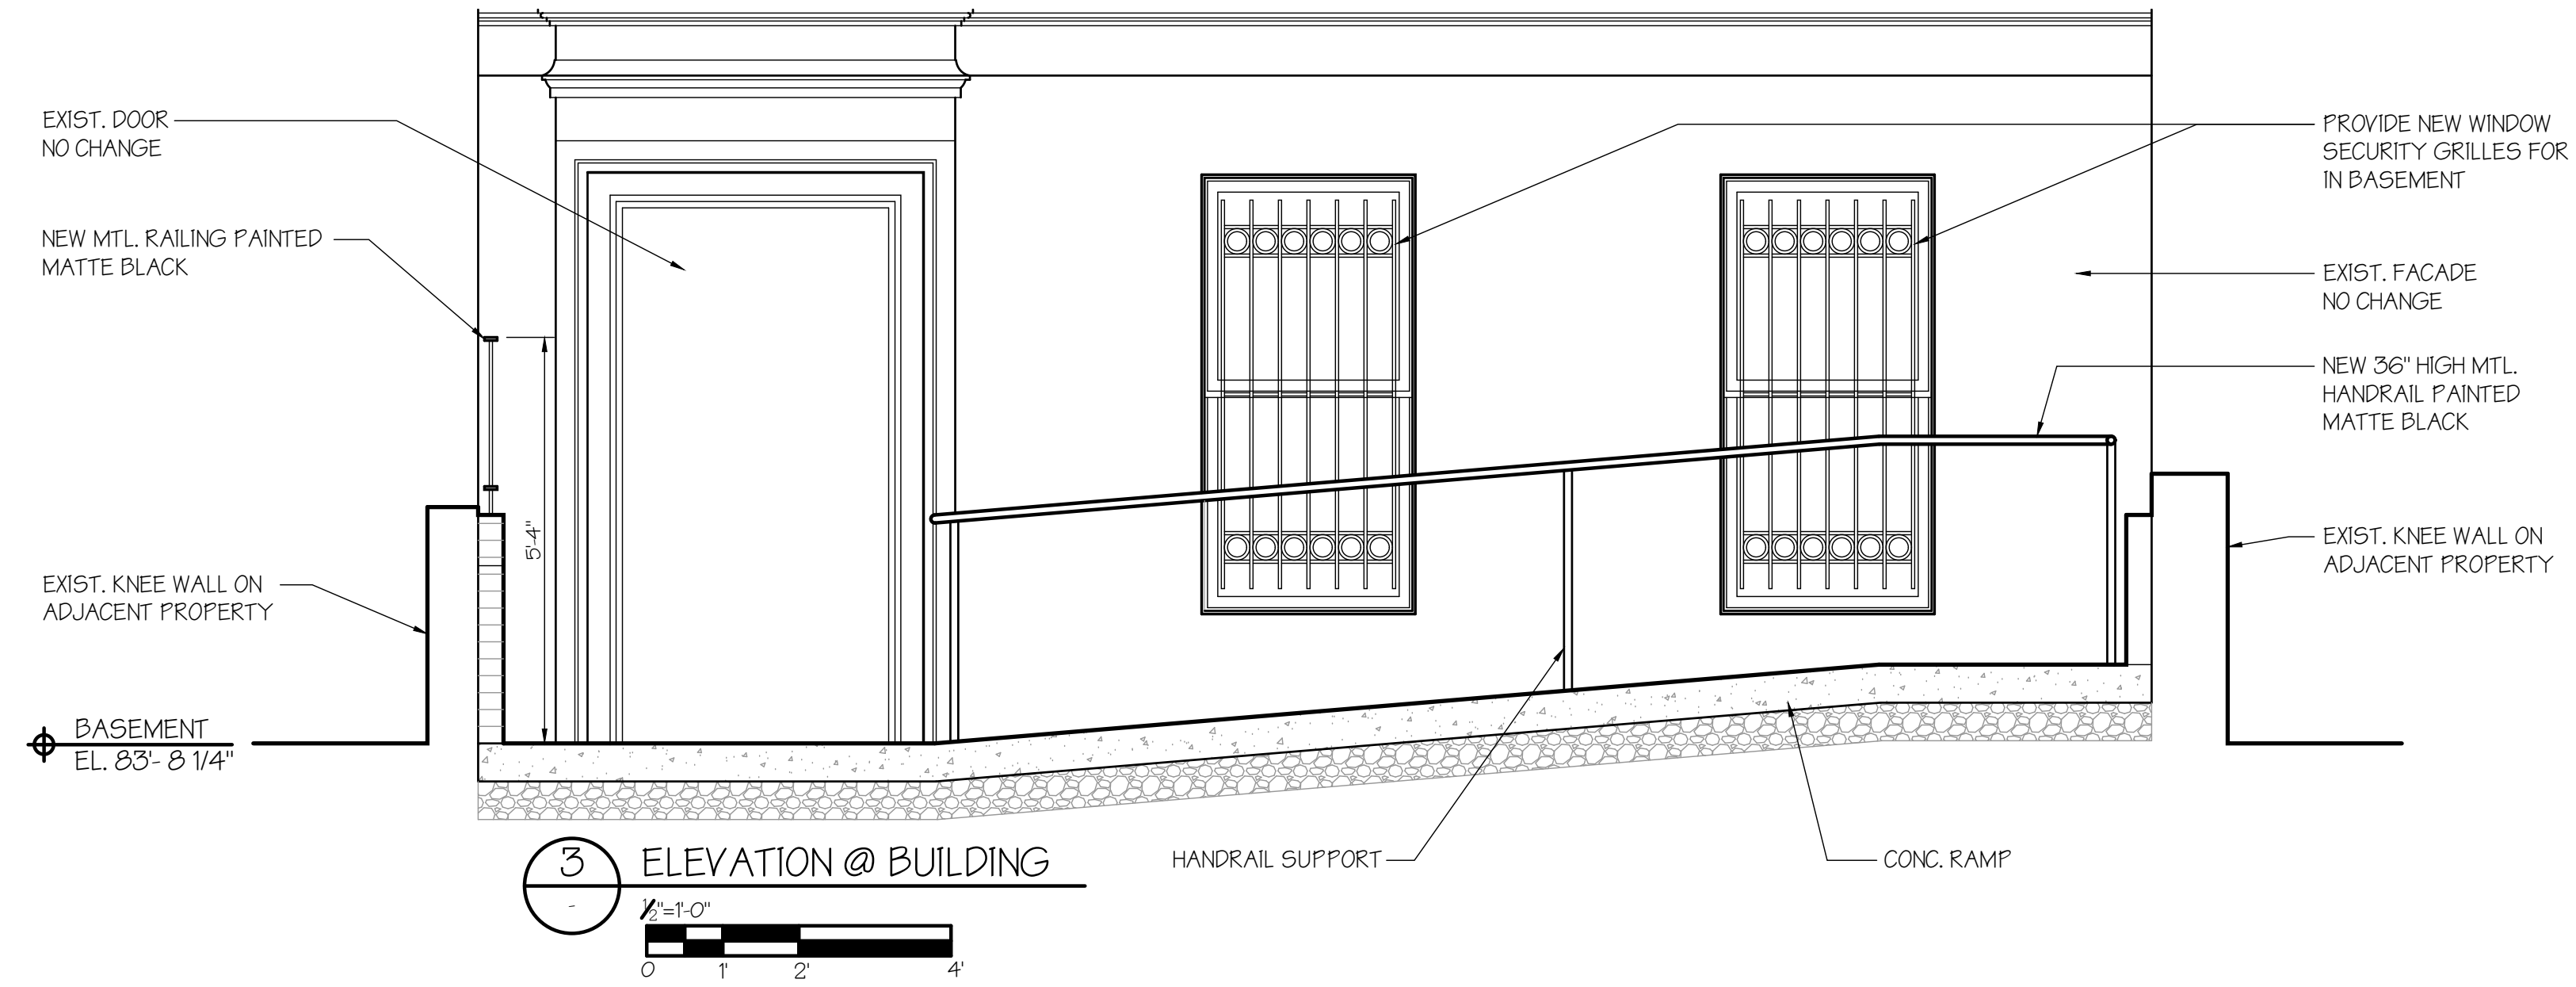 EXIST. DOOR
NO CHANGE
NEW MTL. RAILING PAINTED
MATTE BLACK
EXIST. KNEE WALL ON
ADJACENT PROPERTY
BASEMENT
EL. 83'- 8 1/4"
5'-4"
PROVIDE NEW WINDOW
SECURITY GRILLES FOR
IN BASEMENT
EXIST. FACADE
NO CHANGE
NEW 36" HIGH MTL.
HANDRAIL PAINTED
MATTE BLACK
EXIST. KNEE WALL ON
ADJACENT PROPERTY
HANDRAIL SUPPORT
CONC. RAMP
3
-
ELEVATION @ BUILDING
1/2"=1'-0"
0 1' 2' 4'